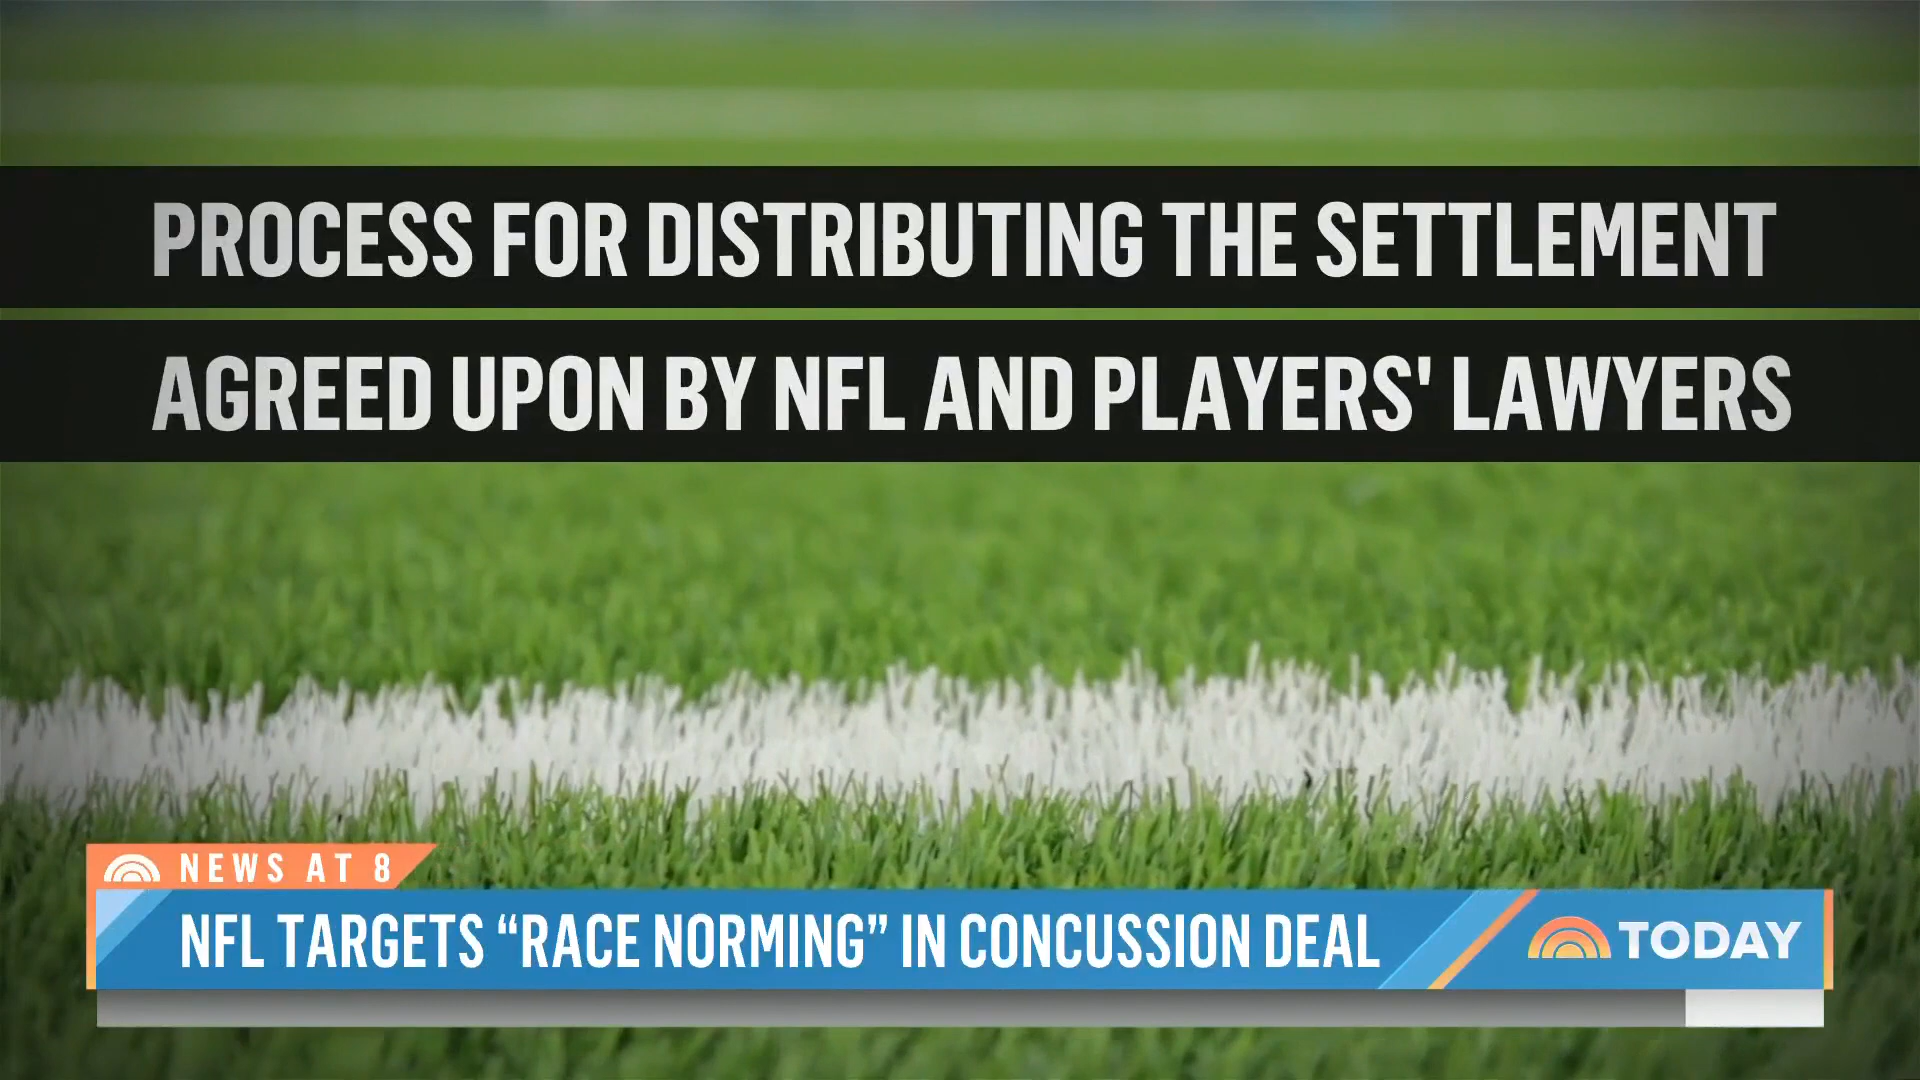 PROCESS FOR DISTRIBUTING THE SETTLEMENT
AGREED UPON BY NFL AND PLAYERS' LAWYERS
NEWS AT 8
NFL TARGETS “RACE NORMING” IN CONCUSSION DEAL
TODAY